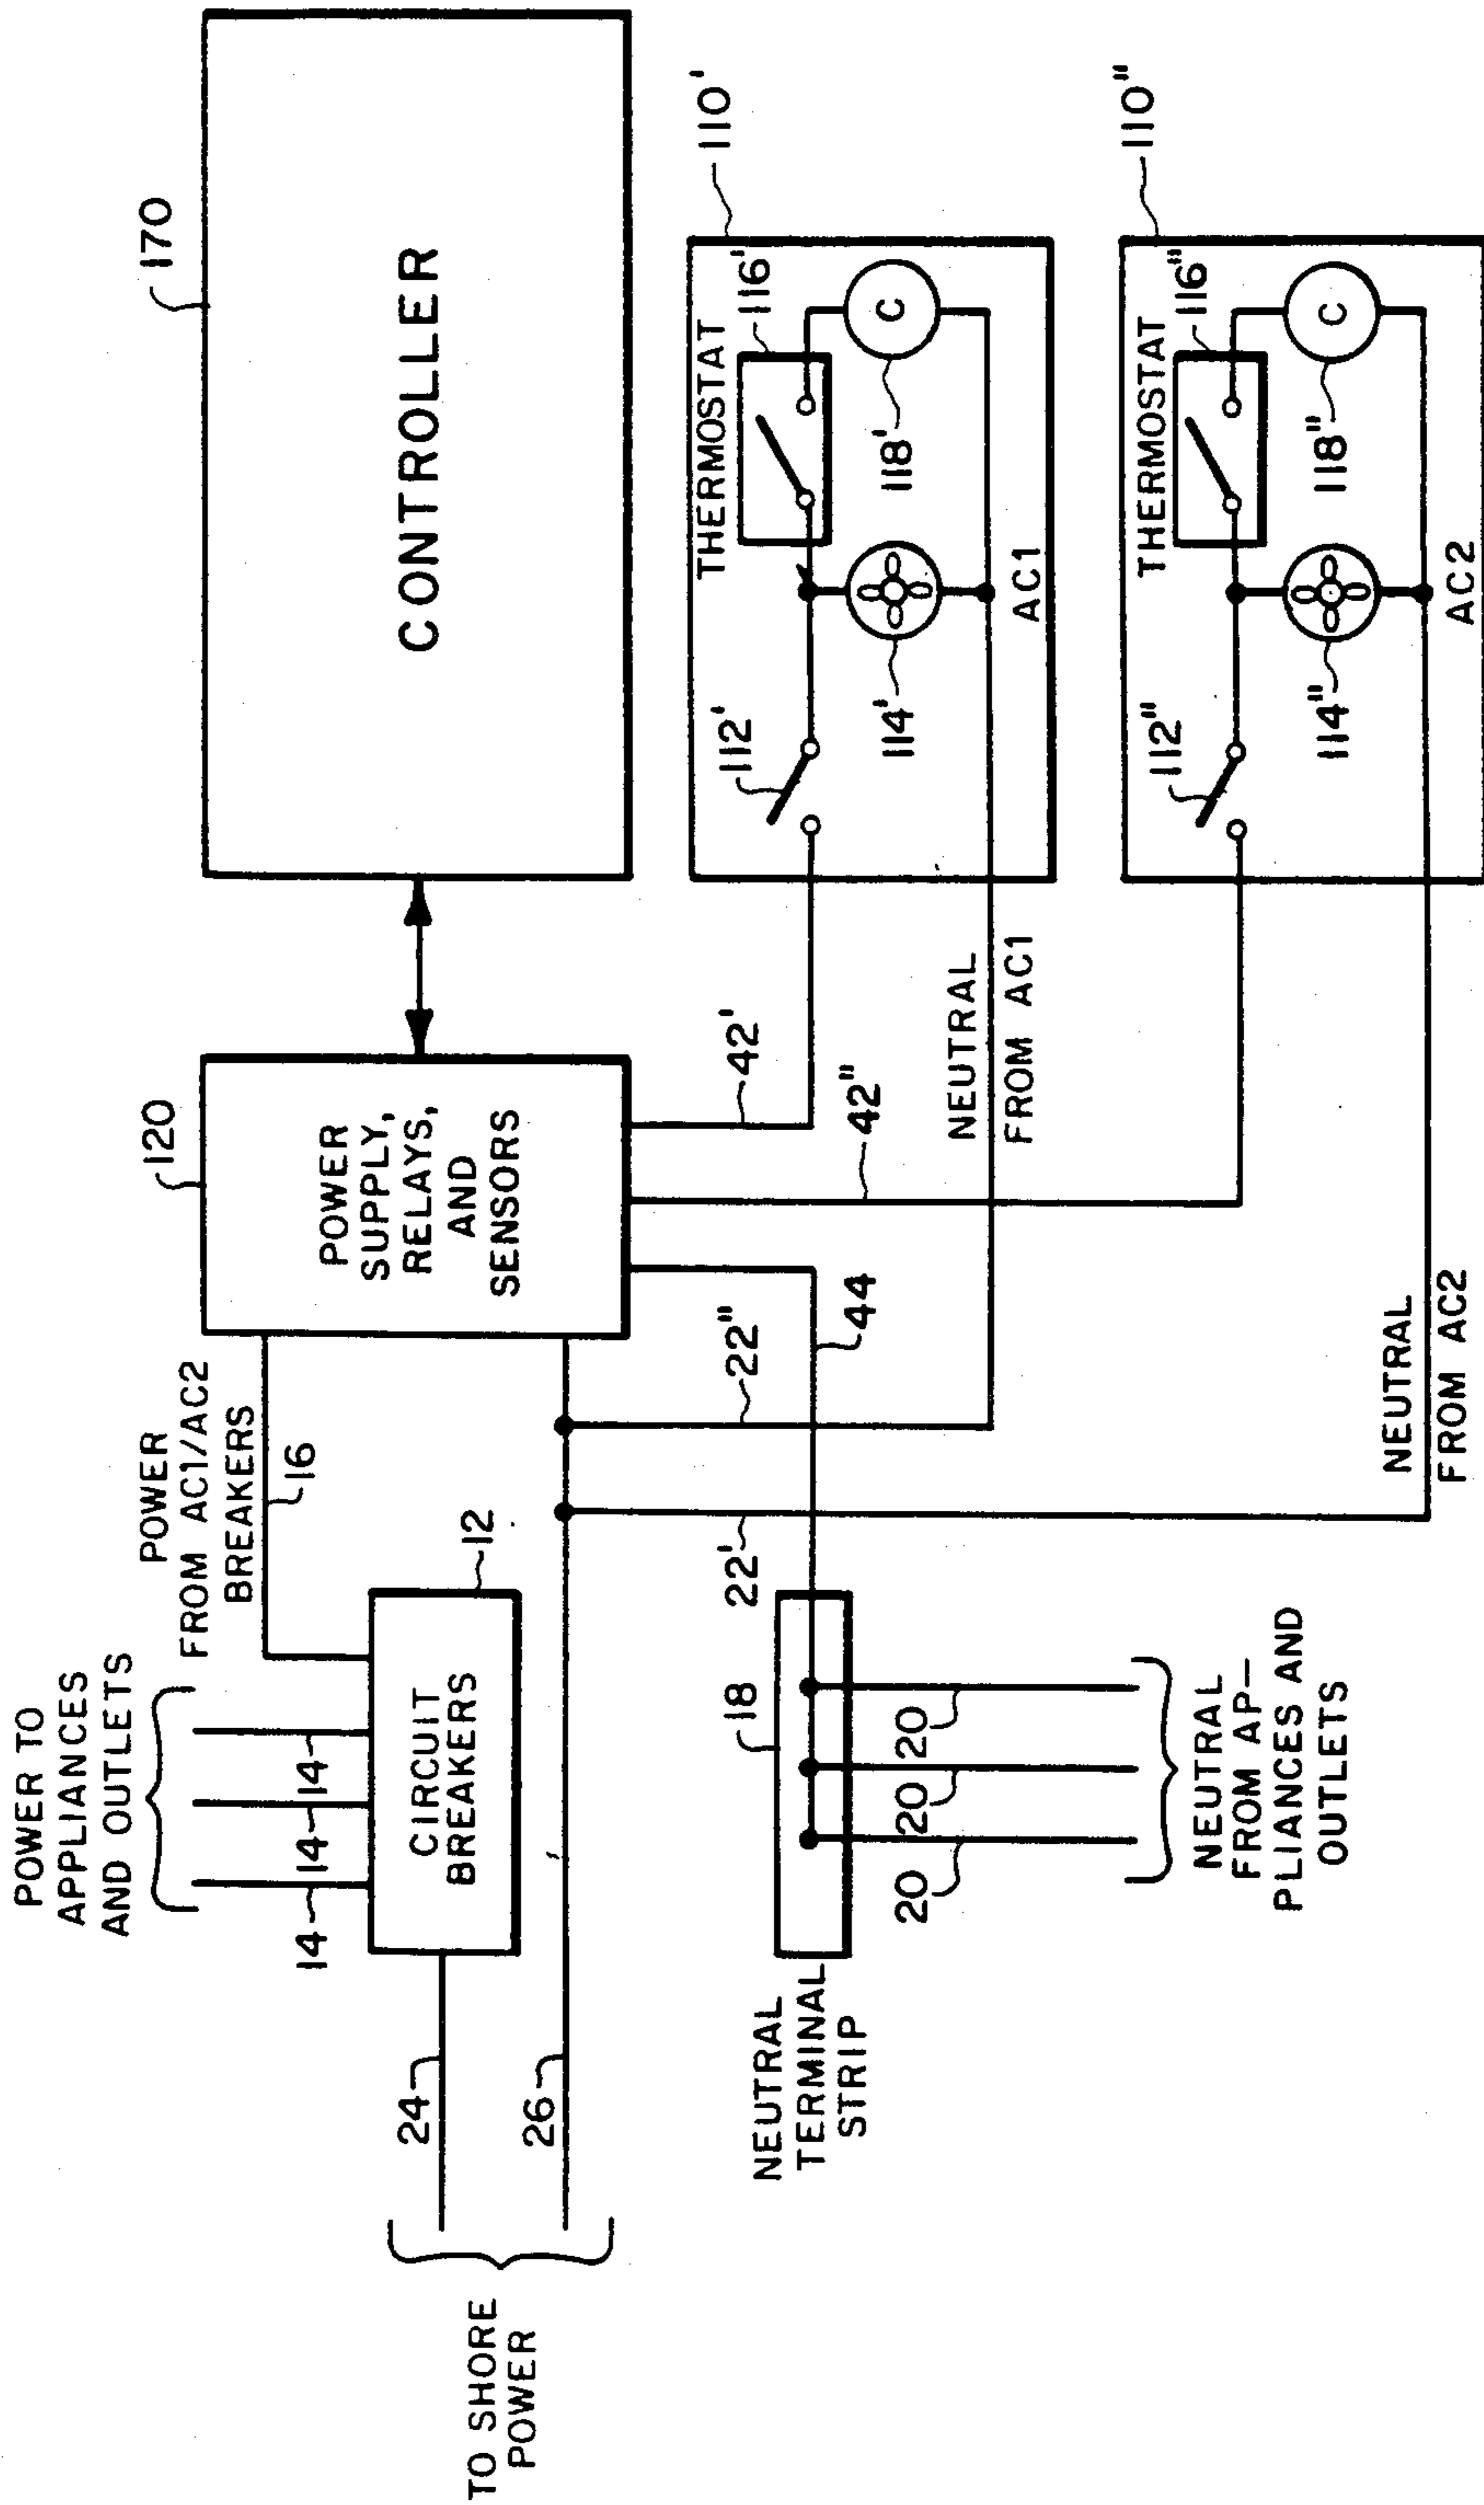 POWER TO
APPLIANCES
AND OUTLETS
14
14
14
POWER
FROM AC1/AC2
BREAKERS
16
120
170
TO SHORE
POWER
24
26
CIRCUIT
BREAKERS
12
POWER
SUPPLY,
RELAYS,
AND
SENSORS
CONTROLLER
NEUTRAL
TERMINAL
STRIP
18
20
20
20
NEUTRAL
FROM AP-
PLIANCES AND
OUTLETS
22'
22"
44
42'
42"
NEUTRAL
FROM AC1
112'
THERMOSTAT
116'
110'
114'
118'
C
AC1
NEUTRAL
FROM AC2
112"
THERMOSTAT
116"
110"
114"
118"
C
AC2